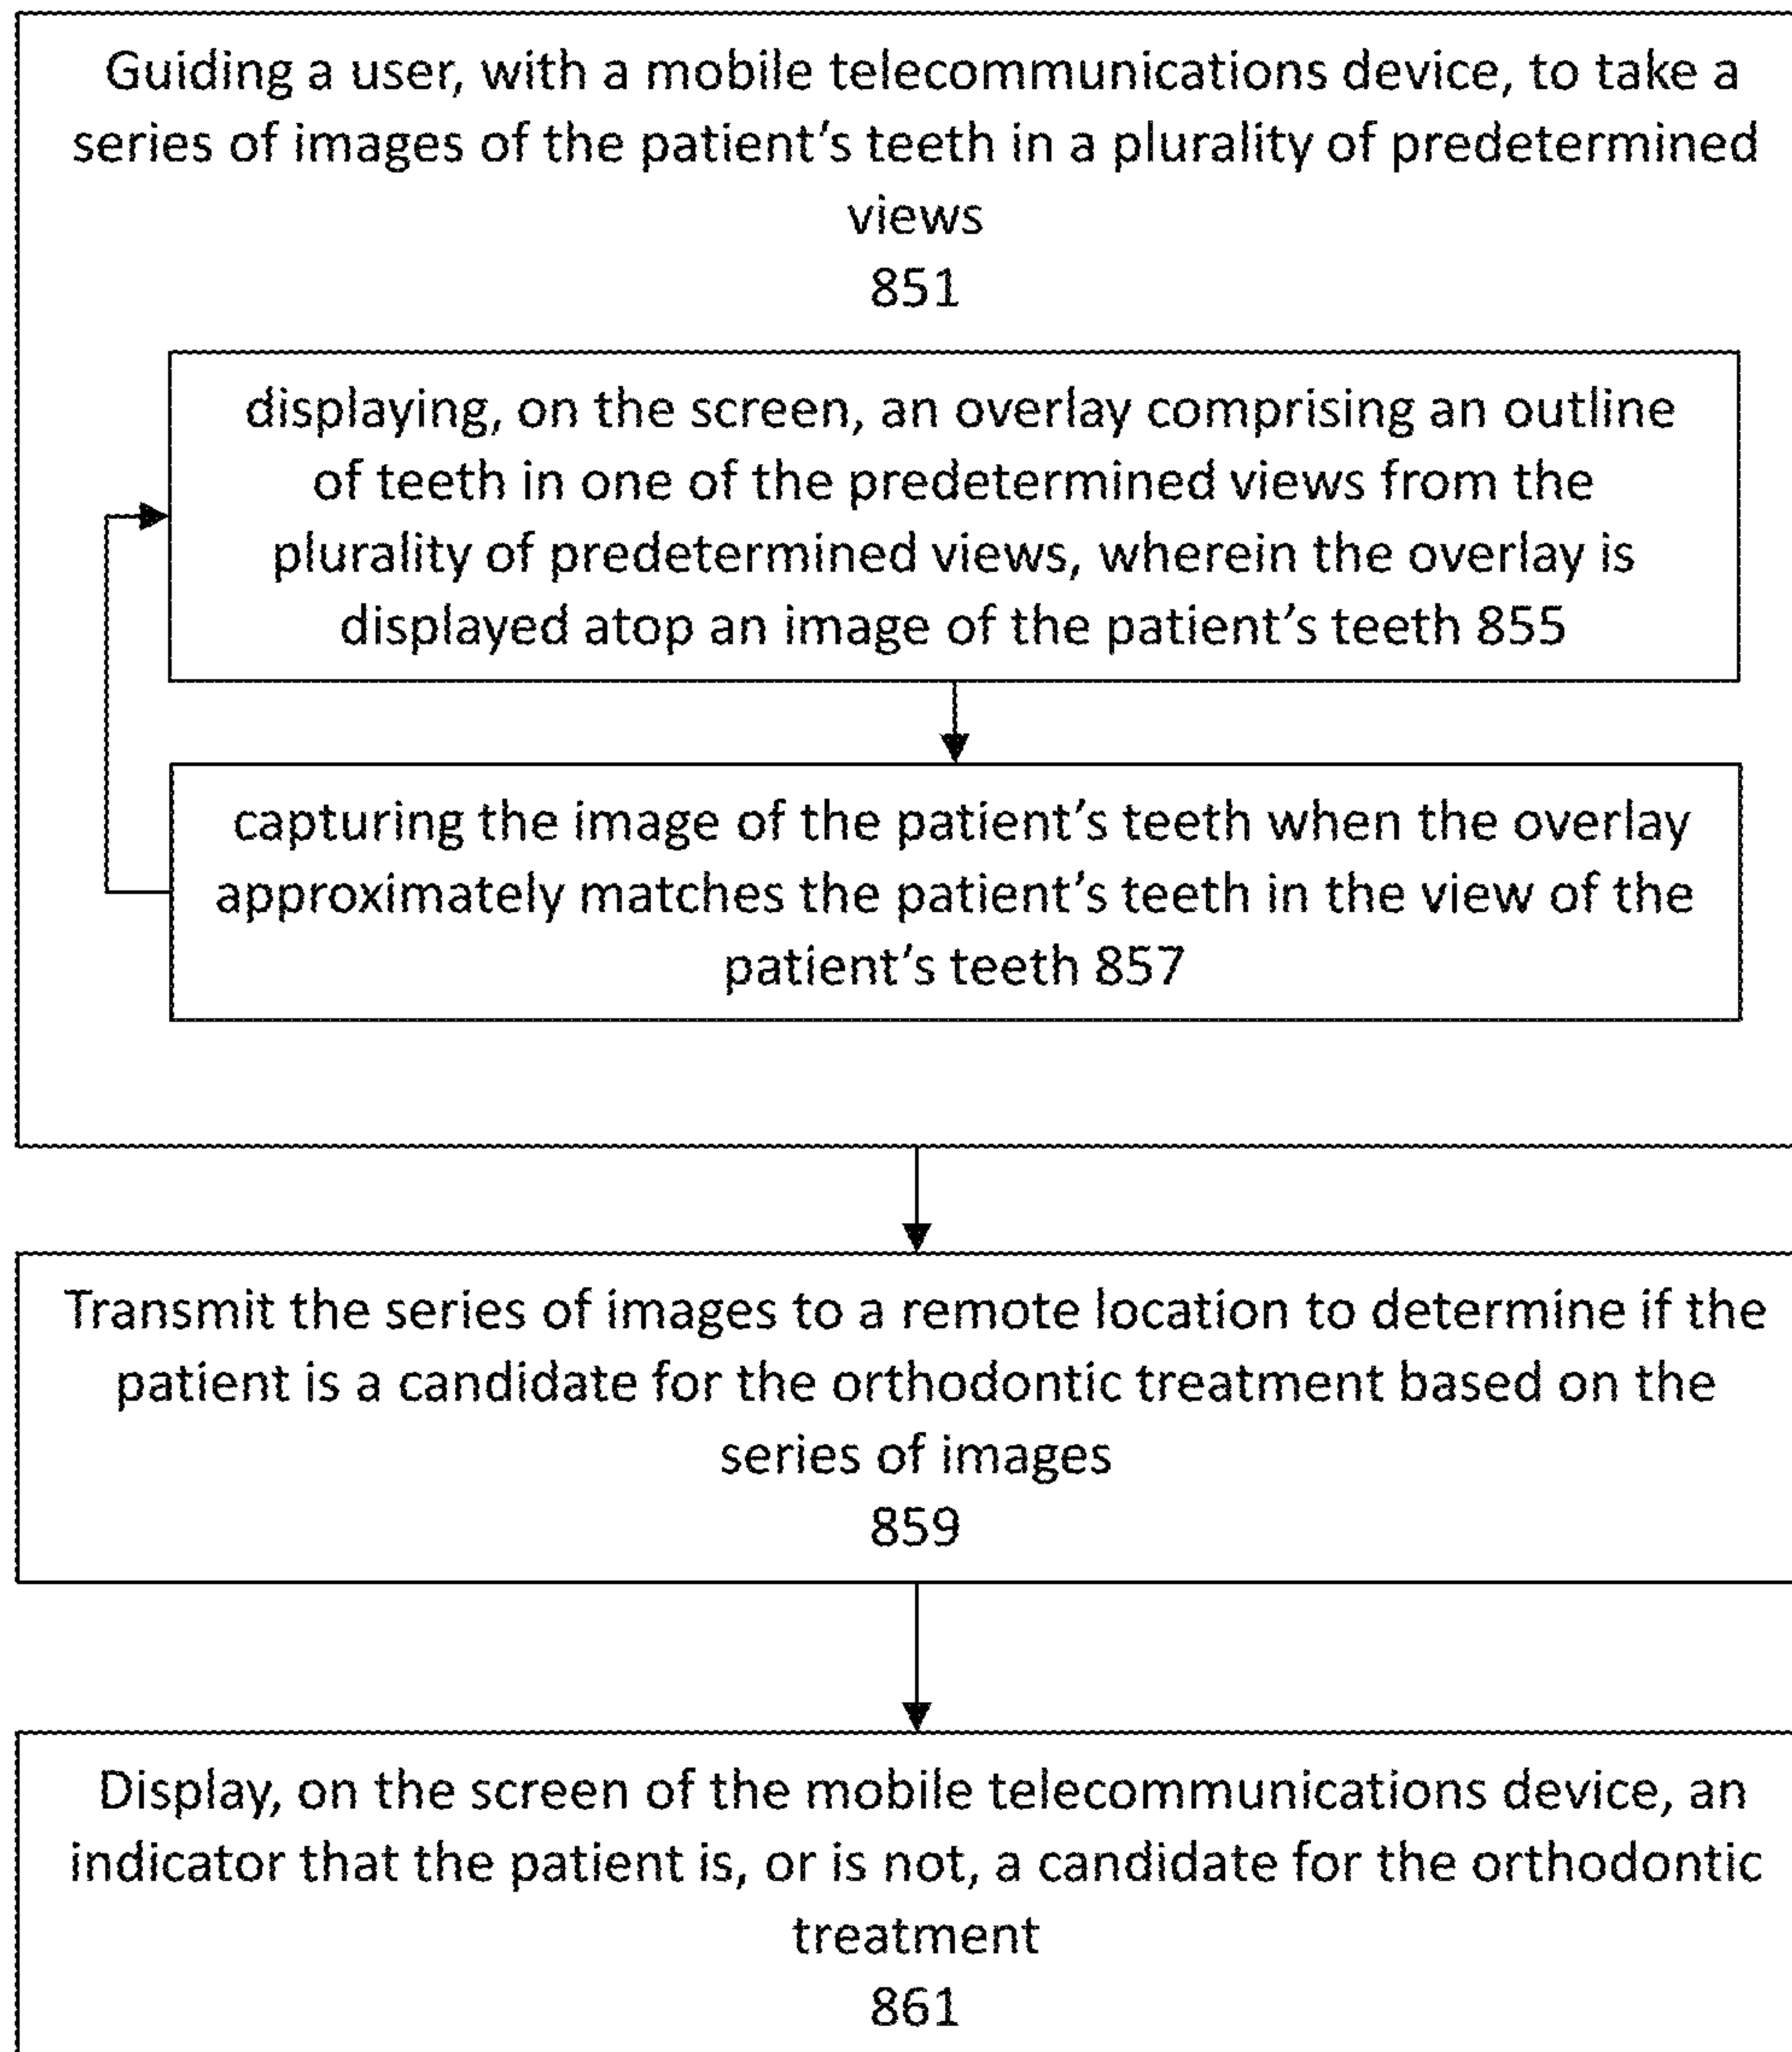 Guiding a user, with a mobile telecommunications device, to take a
series of images of the patient’s teeth in a plurality of predetermined
views
851
displaying, on the screen, an overlay comprising an outline
of teeth in one of the predetermined views from the
plurality of predetermined views, wherein the overlay is
displayed atop an image of the patient’s teeth 855
capturing the image of the patient’s teeth when the overlay
approximately matches the patient’s teeth in the view of the
patient’s teeth 857
Transmit the series of images to a remote location to determine if the
patient is a candidate for the orthodontic treatment based on the
series of images
859
Display, on the screen of the mobile telecommunications device, an
indicator that the patient is, or is not, a candidate for the orthodontic
treatment
861